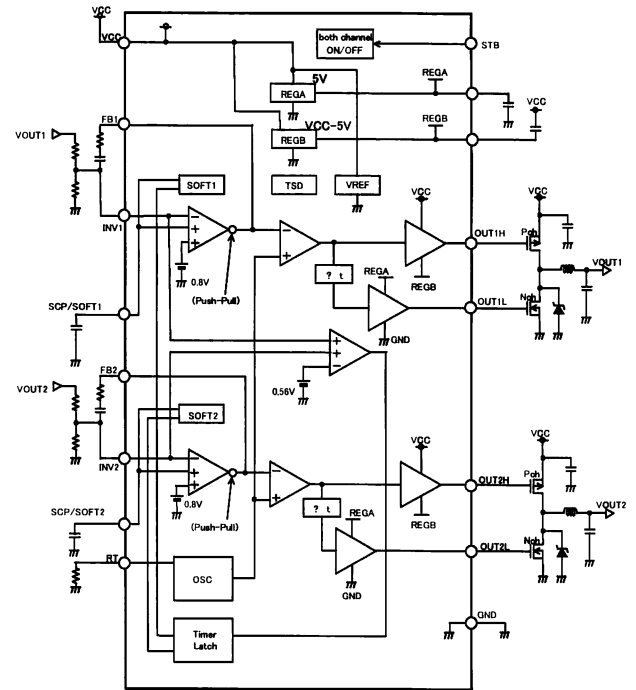 VCC
VCC
both channel
ON/OFF
STB
5V
REGA
REGA
VCC
FB1
VCC-5V
REGB
REGB
VOUT1
SOFT1
TSD
VREF
VCC
VCC
INV1
OUT1H
Pch
0.8V
(Push-Pull)
? t
REGA
REGB
VOUT1
OUT1L
Nch
SCP/SOFT1
GND
FB2
VOUT2
0.56V
SOFT2
VCC
VCC
INV2
OUT2H
Pch
0.8V
(Push-Pull)
? t
REGA
REGB
VOUT2
SCP/SOFT2
OUT2L
Nch
RT
OSC
GND
GND
Timer
Latch